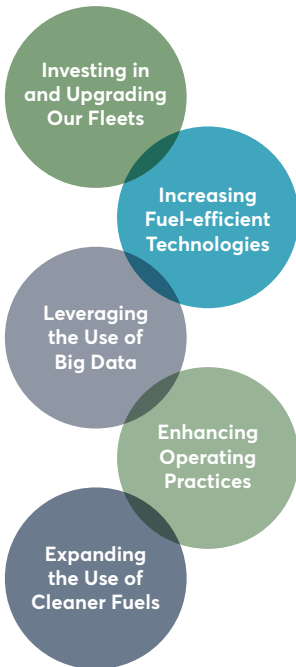 Investing in
and Upgrading
Our Fleets
Increasing
Fuel-efficient
Technologies
Leveraging
the Use of
Big Data
Enhancing
Operating
Practices
Expanding
the Use of
Cleaner Fuels